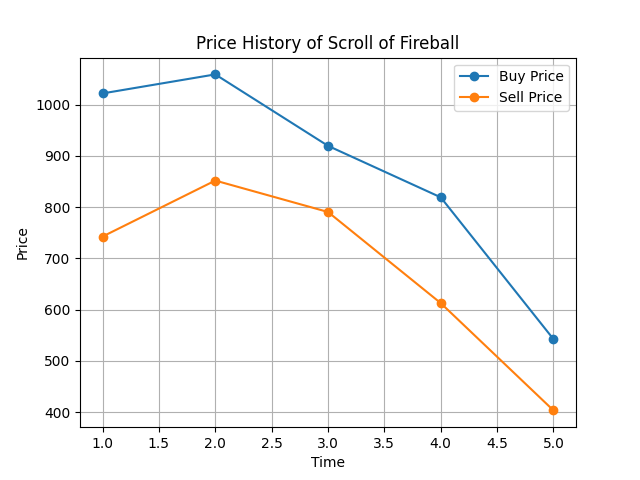 Price History of Scroll of Fireball
Buy Price
Sell Price
Price
1000
900
800
700
600
500
400
1.0 1.5 2.0 2.5 3.0 3.5 4.0 4.5 5.0
Time